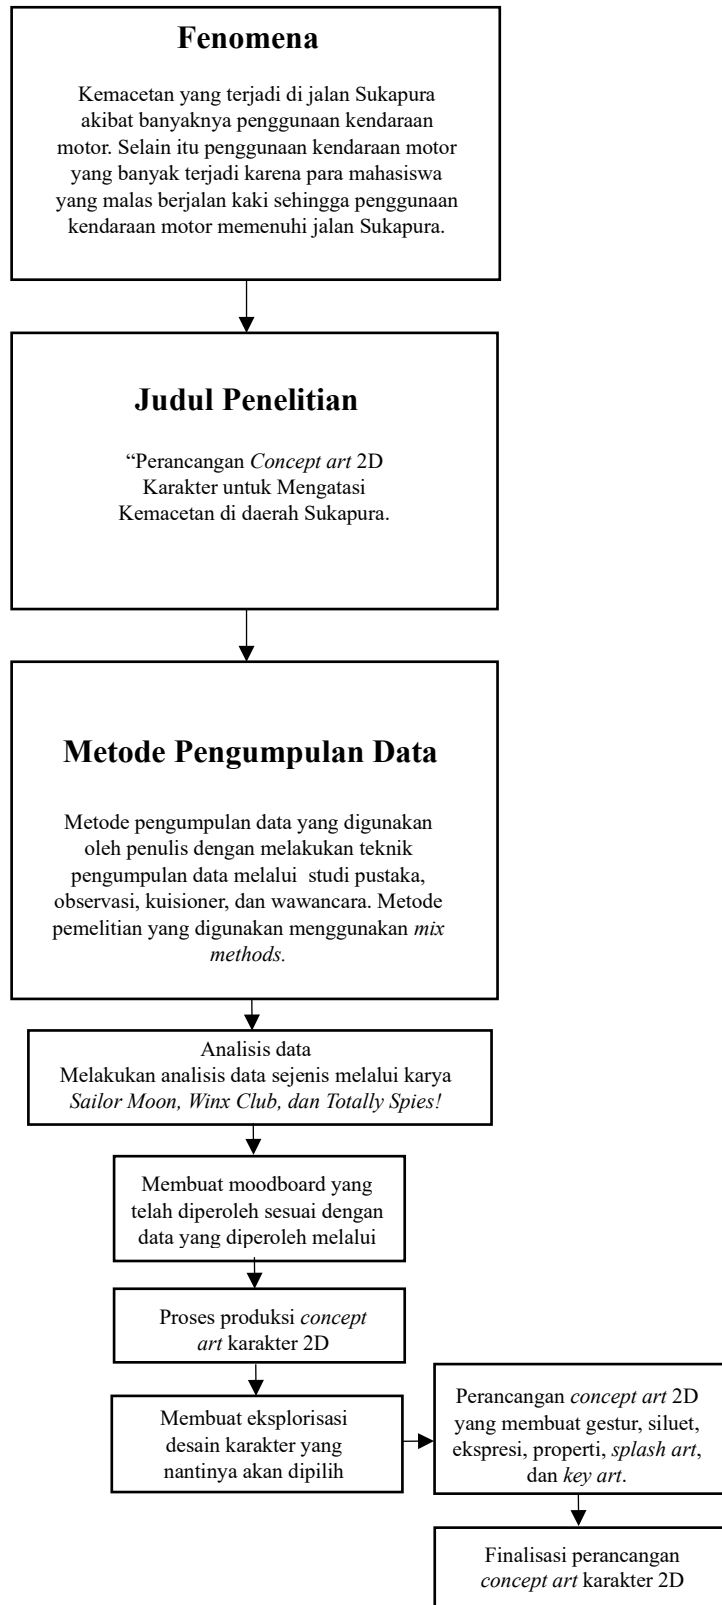 Fenomena
Kemacetan yang terjadi di jalan Sukapura
akibat banyaknya penggunaan kendaraan
motor. Selain itu penggunaan kendaraan motor
yang banyak terjadi karena para mahasiswa
yang malas berjalan kaki sehingga penggunaan
kendaraan motor memenuhi jalan Sukapura.
Judul Penelitian
“Perancangan Concept art 2D
Karakter untuk Mengatasi
Kemacetan di daerah Sukapura.
Metode Pengumpulan Data
Metode pengumpulan data yang digunakan
oleh penulis dengan melakukan teknik
pengumpulan data melalui studi pustaka,
observasi, kuisioner, dan wawancara. Metode
pemelitian yang digunakan menggunakan mix
methods.
Analisis data
Melakukan analisis data sejenis melalui karya
Sailor Moon, Winx Club, dan Totally Spies!
Membuat moodboard yang
telah diperoleh sesuai dengan
data yang diperoleh melalui
Proses produksi concept
art karakter 2D
Membuat eksplorisasi
desain karakter yang
nantinya akan dipilih
Perancangan concept art 2D
yang membuat gestur, siluet,
ekspresi, properti, splash art,
dan key art.
Finalisasi perancangan
concept art karakter 2D